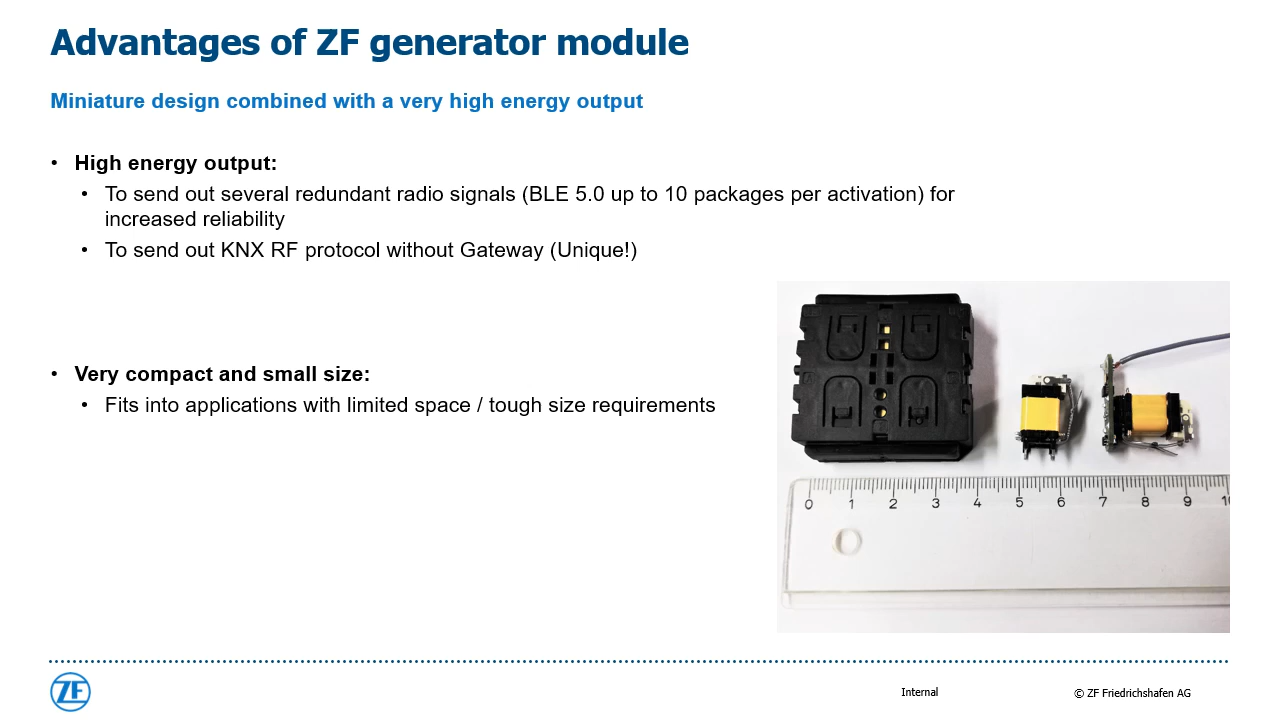 Advantages of ZF generator module
Miniature design combined with a very high energy output
• High energy output:
• To send out several redundant radio signals (BLE 5.0 up to 10 packages per activation) for
increased reliability
• To send out KNX RF protocol without Gateway (Unique!)
• Very compact and small size:
• Fits into applications with limited space / tough size requirements
0 1 2 3 4 5 6 7 8 9 1
ZF
Internal
© ZF Friedrichshafen AG